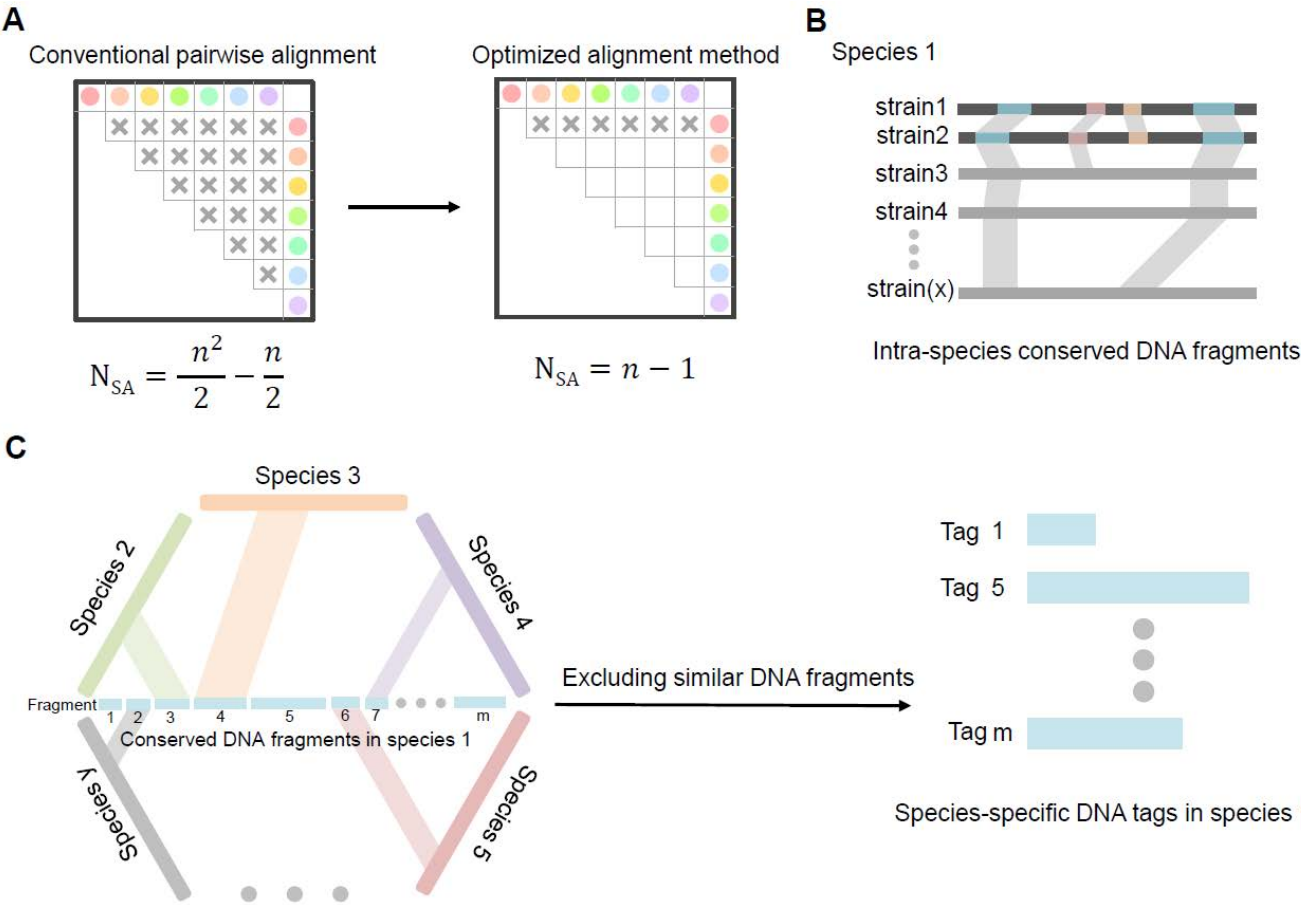 A
Conventional pairwise alignment
Optimized alignment method
N_SA = n²/2 − n/2
N_SA = n − 1
B
Species 1
strain1
strain2
strain3
strain4
strain(x)
Intra-species conserved DNA fragments
C
Species 3
Species 2
Species 4
Fragment
1 2 3 4 5 6 7 m
Conserved DNA fragments in species 1
Species y
Species 5
Excluding similar DNA fragments
Tag 1
Tag 5
Tag m
Species-specific DNA tags in species